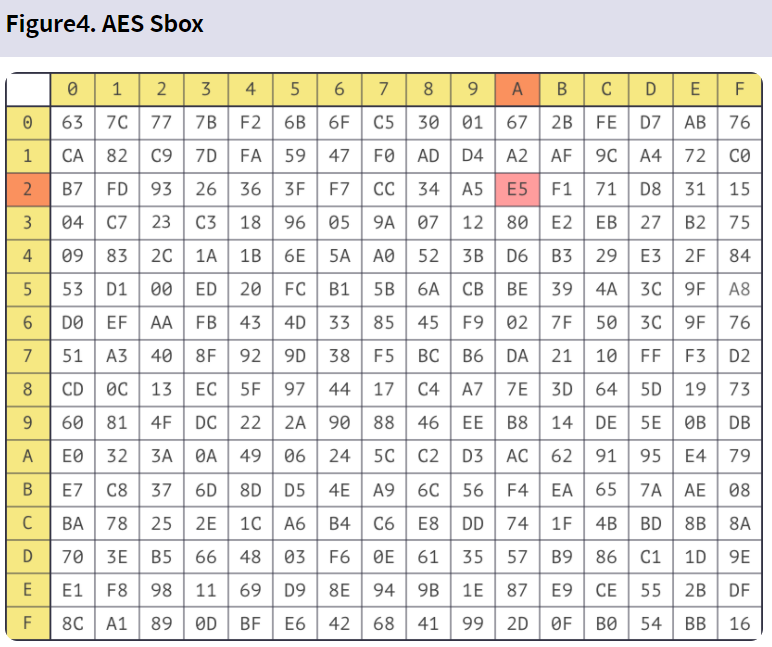 Figure4. AES Sbox
0 1 2 3 4 5 6 7 8 9 A B C D E F
0 63 7C 77 7B F2 6B 6F C5 30 01 67 2B FE D7 AB 76
1 CA 82 C9 7D FA 59 47 F0 AD D4 A2 AF 9C A4 72 C0
2 B7 FD 93 26 36 3F F7 CC 34 A5 E5 F1 71 D8 31 15
3 04 C7 23 C3 18 96 05 9A 07 12 80 E2 EB 27 B2 75
4 09 83 2C 1A 1B 6E 5A A0 52 3B D6 B3 29 E3 2F 84
5 53 D1 00 ED 20 FC B1 5B 6A CB BE 39 4A 3C 9F A8
6 D0 EF AA FB 43 4D 33 85 45 F9 02 7F 50 3C 9F 76
7 51 A3 40 8F 92 9D 38 F5 BC B6 DA 21 10 FF F3 D2
8 CD 0C 13 EC 5F 97 44 17 C4 A7 7E 3D 64 5D 19 73
9 60 81 4F DC 22 2A 90 88 46 EE B8 14 DE 5E 0B DB
A E0 32 3A 0A 49 06 24 5C C2 D3 AC 62 91 95 E4 79
B E7 C8 37 6D 8D D5 4E A9 6C 56 F4 EA 65 7A AE 08
C BA 78 25 2E 1C A6 B4 C6 E8 DD 74 1F 4B BD 8B 8A
D 70 3E B5 66 48 03 F6 0E 61 35 57 B9 86 C1 1D 9E
E E1 F8 98 11 69 D9 8E 94 9B 1E 87 E9 CE 55 2B DF
F 8C A1 89 0D BF E6 42 68 41 99 2D 0F B0 54 BB 16